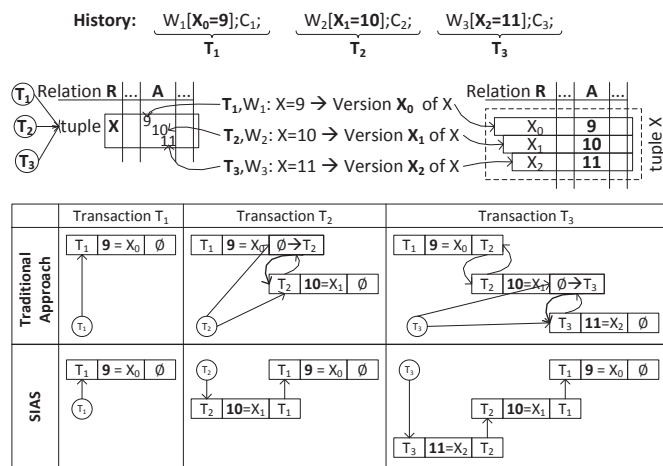 History: W1[X0=9];C1; W2[X1=10];C2; W3[X2=11];C3;
T1 T2 T3
Relation R ... A ...
T1
T2
T3
tuple X
9
10
11
T1,W1: X=9 → Version X0 of X
T2,W2: X=10 → Version X1 of X
T3,W3: X=11 → Version X2 of X
Relation R ... A ...
X0 9
X1 10
X2 11
tuple X
Transaction T1 Transaction T2 Transaction T3
Traditional Approach
T1 9 = X0 Ø
T1
T1 9 = X0 Ø→T2
T2 10=X1 Ø
T2
T1 9 = X0 T2
T2 10=X1 Ø→T3
T3 11=X2 Ø
T3
SIAS
T1 9 = X0 Ø
T1
T2
T1 9 = X0 Ø
T2 10=X1 T1
T3
T1 9 = X0 Ø
T2 10=X1 T1
T3 11=X2 T2